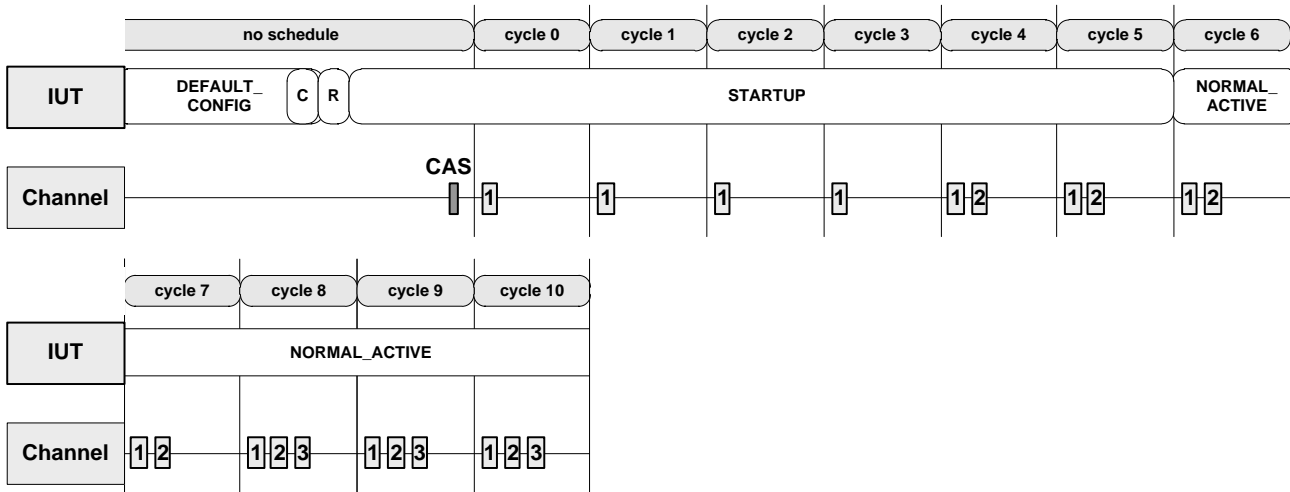 no schedule cycle 0 cycle 1 cycle 2 cycle 3 cycle 4 cycle 5 cycle 6
IUT DEFAULT_ C R STARTUP NORMAL_
CONFIG ACTIVE
CAS
Channel 1 1 1 1 1 2 1 2 1 2
cycle 7 cycle 8 cycle 9 cycle 10
IUT NORMAL_ACTIVE
Channel 1 2 1 2 3 1 2 3 1 2 3